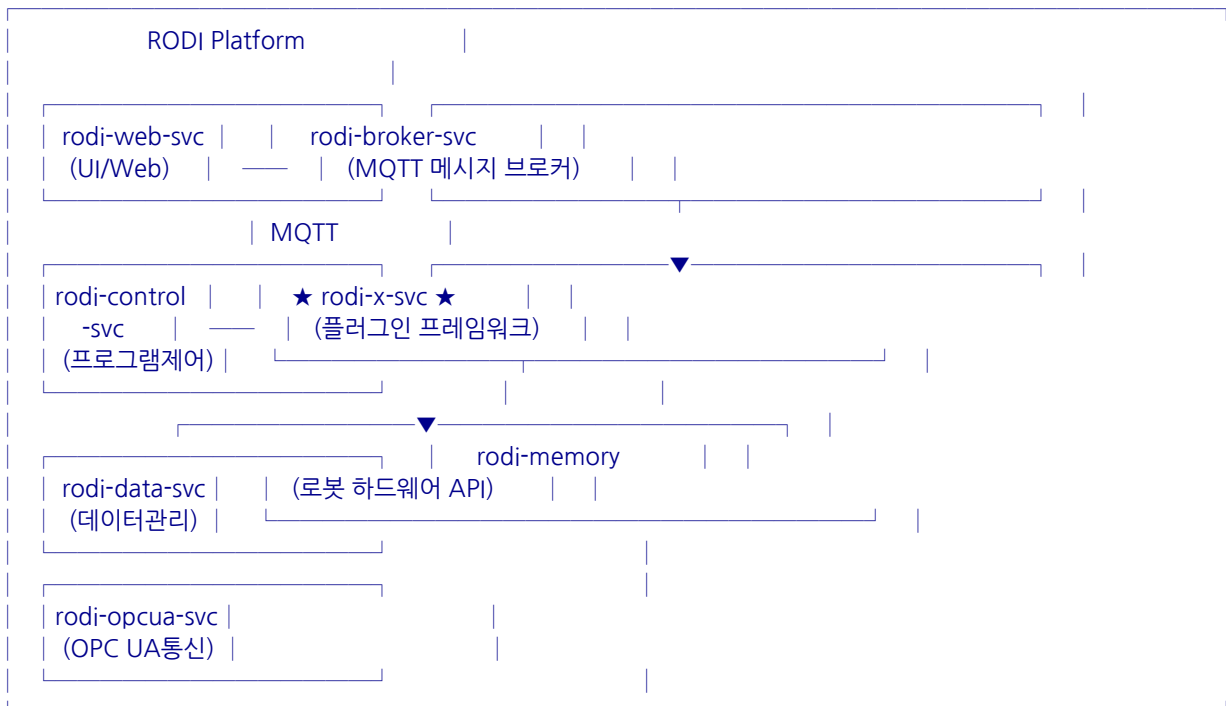 RODI Platform
rodi-web-svc rodi-broker-svc
(UI/Web) (MQTT 메시지 브로커)
MQTT
▼
rodi-control ★ rodi-x-svc ★
-svc (플러그인 프레임워크)
(프로그램제어)
▼
rodi-memory
rodi-data-svc (로봇 하드웨어 API)
(데이터관리)
rodi-opcua-svc
(OPC UA통신)